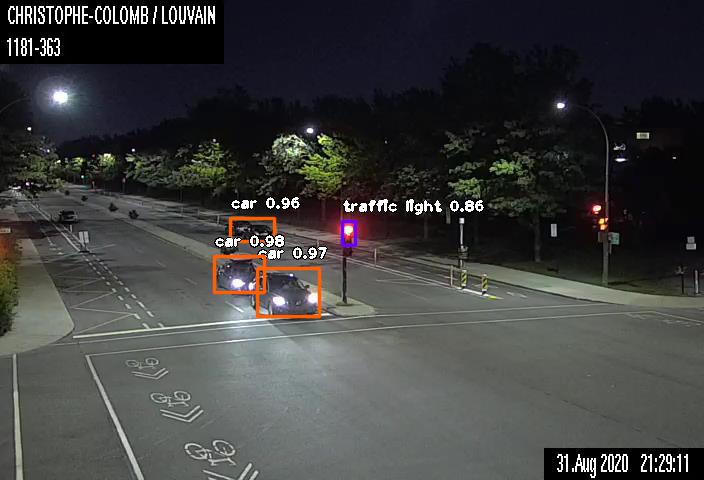 CHRISTOPHE-COLOMB / LOUVAIN
1181-363
car 0.96
traffic light 0.86
car 0.98
car 0.97
31.Aug 2020 21:29:11